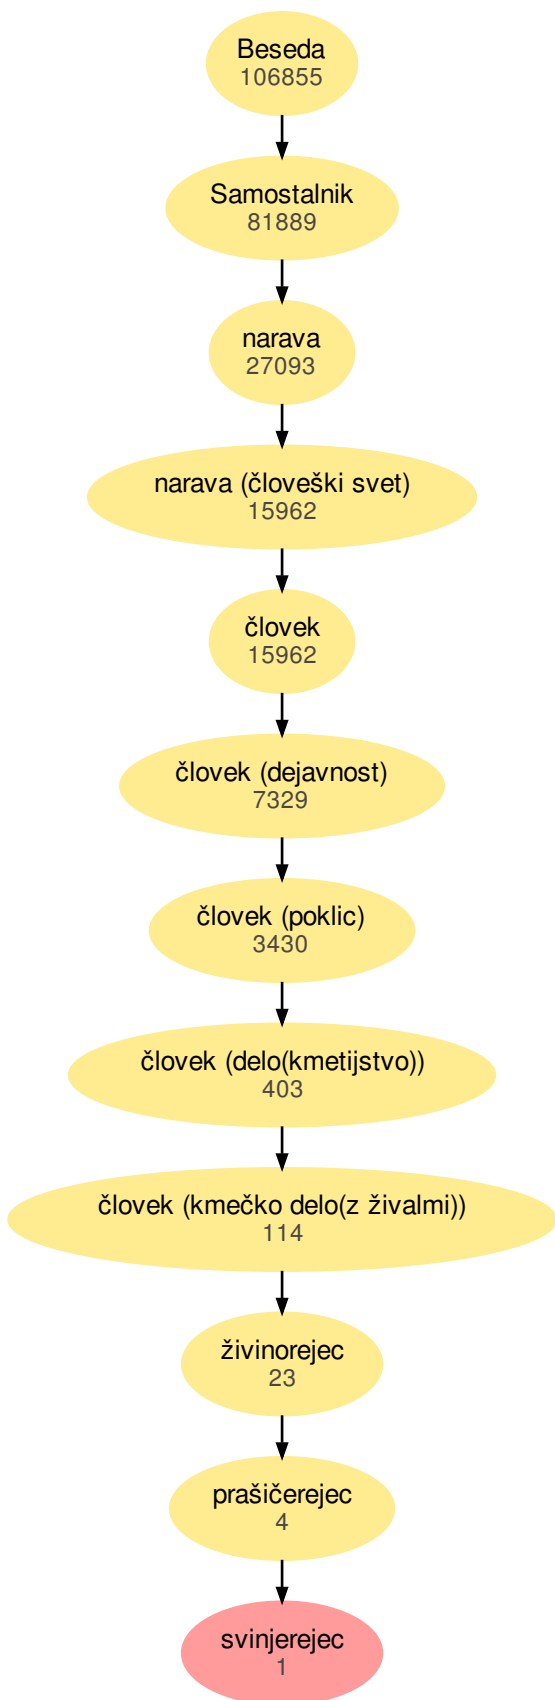 Beseda
106855
Samostalnik
81889
narava
27093
narava (človeški svet)
15962
človek
15962
človek (dejavnost)
7329
človek (poklic)
3430
človek (delo(kmetijstvo))
403
človek (kmečko delo(z živalmi))
114
živinorejec
23
prašičerejec
4
svinjerejec
1